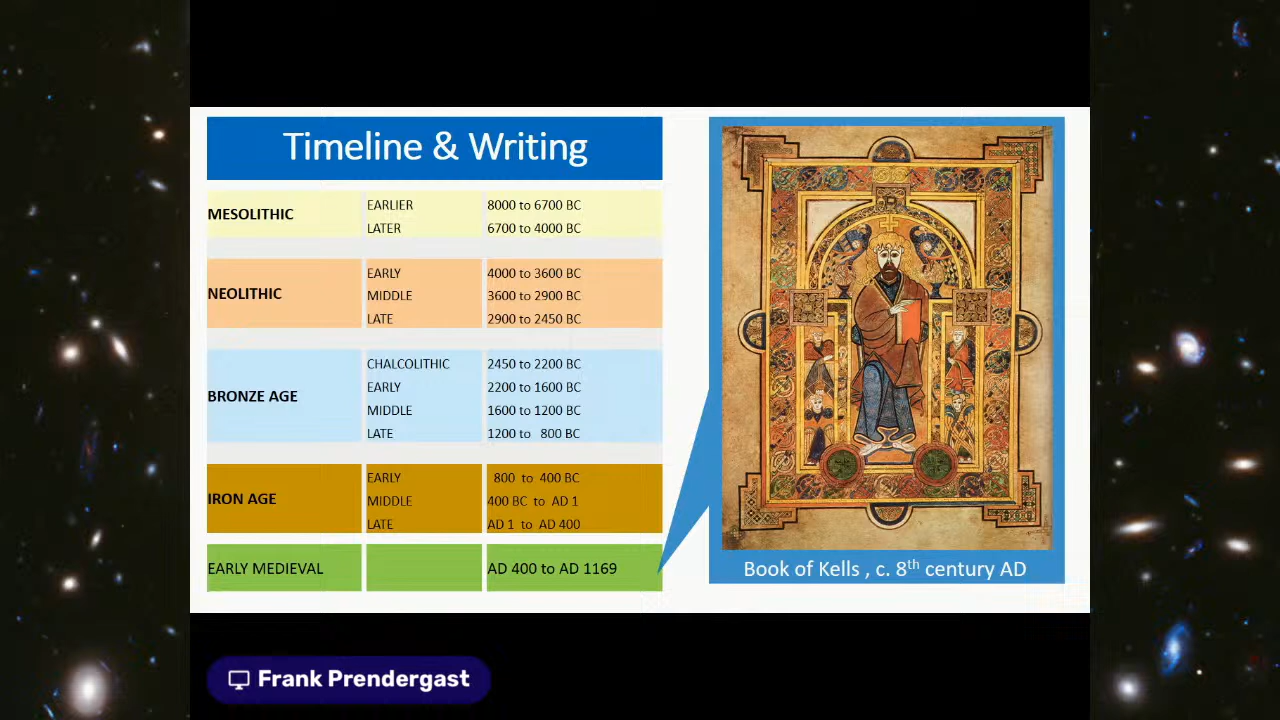 Timeline & Writing
MESOLITHIC
EARLIER 8000 to 6700 BC
LATER 6700 to 4000 BC
NEOLITHIC
EARLY 4000 to 3600 BC
MIDDLE 3600 to 2900 BC
LATE 2900 to 2450 BC
BRONZE AGE
CHALCOLITHIC 2450 to 2200 BC
EARLY 2200 to 1600 BC
MIDDLE 1600 to 1200 BC
LATE 1200 to 800 BC
IRON AGE
EARLY 800 to 400 BC
MIDDLE 400 BC to AD 1
LATE AD 1 to AD 400
EARLY MEDIEVAL AD 400 to AD 1169
Book of Kells , c. 8th century AD
Frank Prendergast